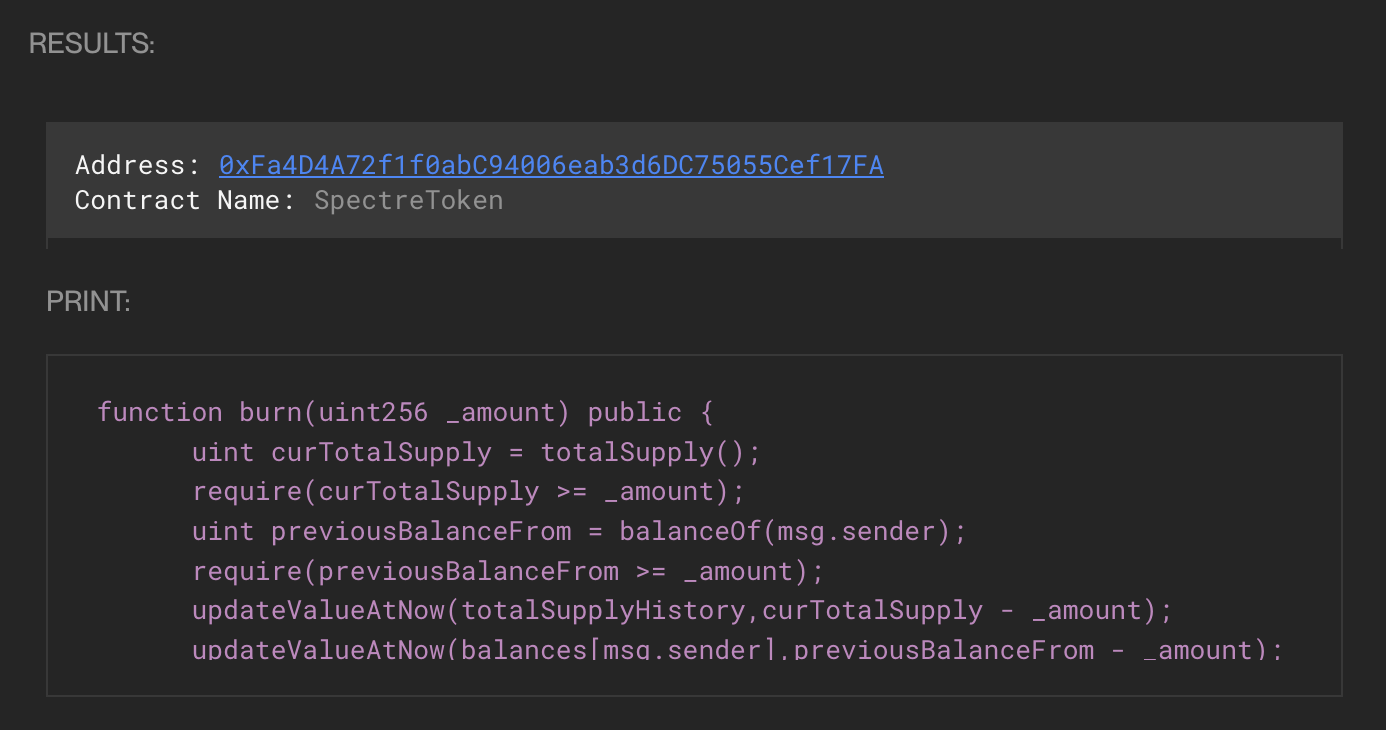 RESULTS:
Address: 0xFa4D4A72f1f0abC94006eab3d6DC75055Cef17FA
Contract Name: SpectreToken
PRINT:
function burn(uint256 _amount) public {
uint curTotalSupply = totalSupply();
require(curTotalSupply >= _amount);
uint previousBalanceFrom = balanceOf(msg.sender);
require(previousBalanceFrom >= _amount);
updateValueAtNow(totalSupplyHistory,curTotalSupply - _amount);
updateValueAtNow(balances[msg.sender],previousBalanceFrom - _amount);